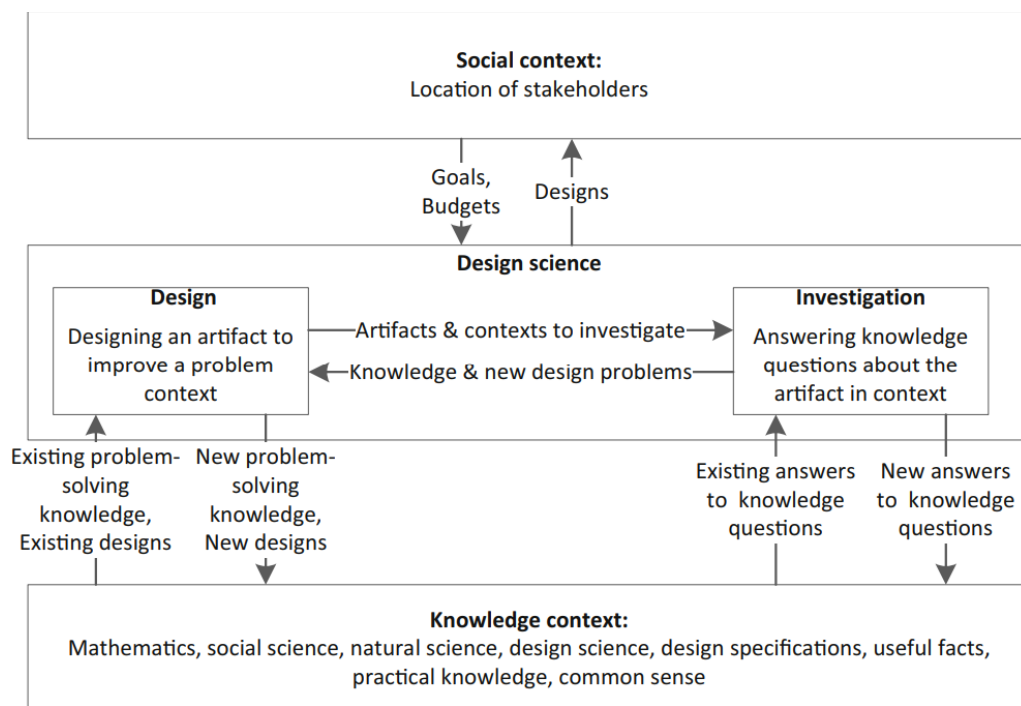 Social context:
Location of stakeholders
Goals,
Budgets
Designs
Design science
Design
Designing an artifact to
improve a problem
context
Artifacts & contexts to investigate
Knowledge & new design problems
Investigation
Answering knowledge
questions about the
artifact in context
Existing problem-
solving
knowledge,
Existing designs
New problem-
solving
knowledge,
New designs
Existing answers
to knowledge
questions
New answers
to knowledge
questions
Knowledge context:
Mathematics, social science, natural science, design science, design specifications, useful facts,
practical knowledge, common sense